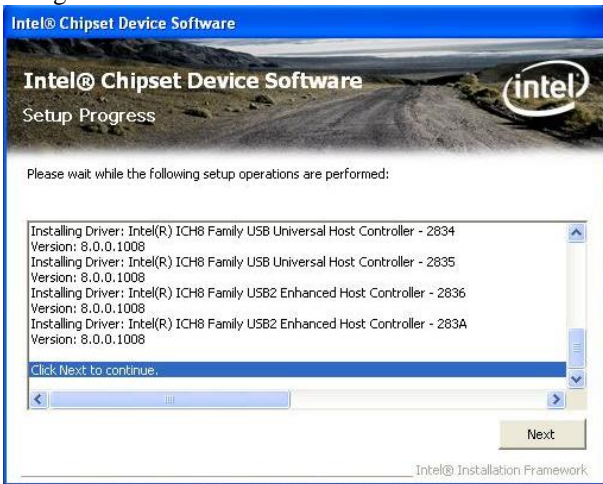 Intel® Chipset Device Software
Intel® Chipset Device Software
Setup Progress
intel
Please wait while the following setup operations are performed:
Installing Driver: Intel(R) ICH8 Family USB Universal Host Controller - 2834
Version: 8.0.0.1008
Installing Driver: Intel(R) ICH8 Family USB Universal Host Controller - 2835
Version: 8.0.0.1008
Installing Driver: Intel(R) ICH8 Family USB2 Enhanced Host Controller - 2836
Version: 8.0.0.1008
Installing Driver: Intel(R) ICH8 Family USB2 Enhanced Host Controller - 283A
Version: 8.0.0.1008
Click Next to continue.
Next
Intel® Installation Framework